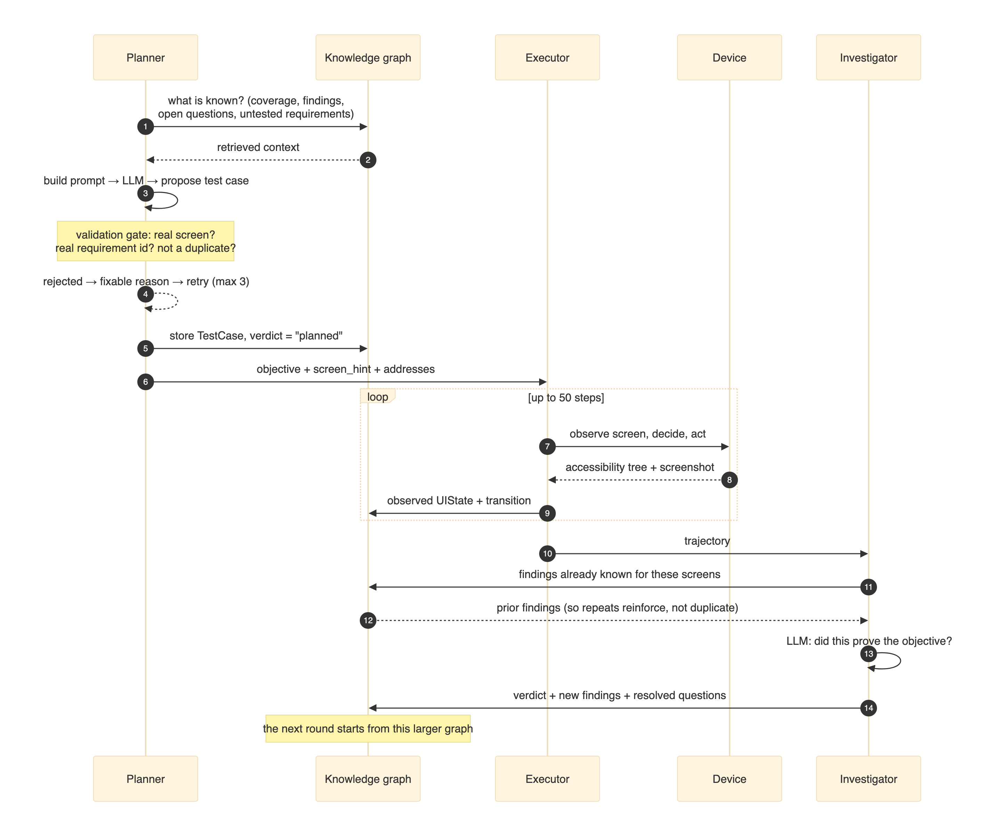 Planner
Knowledge graph
Executor
Device
Investigator
what is known? (coverage, findings,
open questions, untested requirements)
1
retrieved context
2
build prompt → LLM → propose test case
3
validation gate: real screen?
real requirement id? not a duplicate?
rejected → fixable reason → retry (max 3)
4
store TestCase, verdict = "planned"
5
objective + screen_hint + addresses
6
loop
[up to 50 steps]
observe screen, decide, act
7
accessibility tree + screenshot
8
observed UIState + transition
9
trajectory
10
findings already known for these screens
11
prior findings (so repeats reinforce, not duplicate)
12
LLM: did this prove the objective?
13
verdict + new findings + resolved questions
14
the next round starts from this larger graph
Planner
Knowledge graph
Executor
Device
Investigator